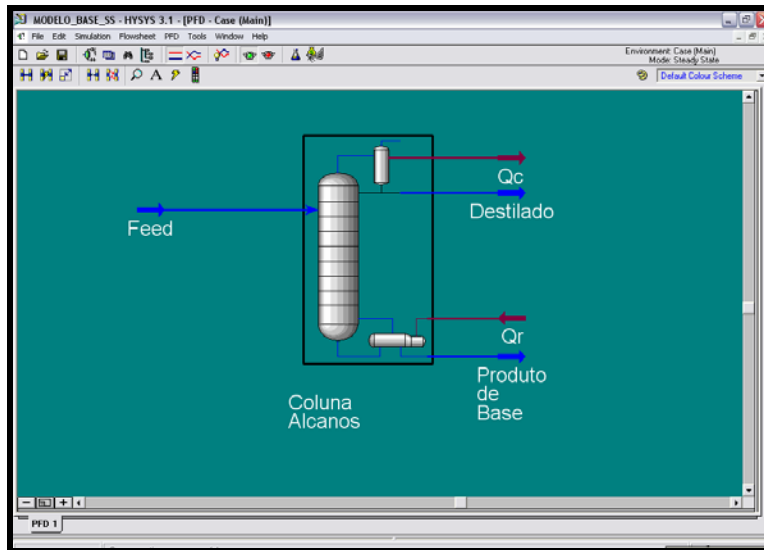 MODELO_BASE_SS - HYSYS 3.1 - [PFD - Case (Main)]
File Edit Simulation Flowsheet PFD Tools Window Help
Environment: Case (Main)
Mode: Steady State
Default Colour Scheme
Qc
Destilado
Feed
Qr
Produto
de
Base
Coluna
Alcanos
PFD 1